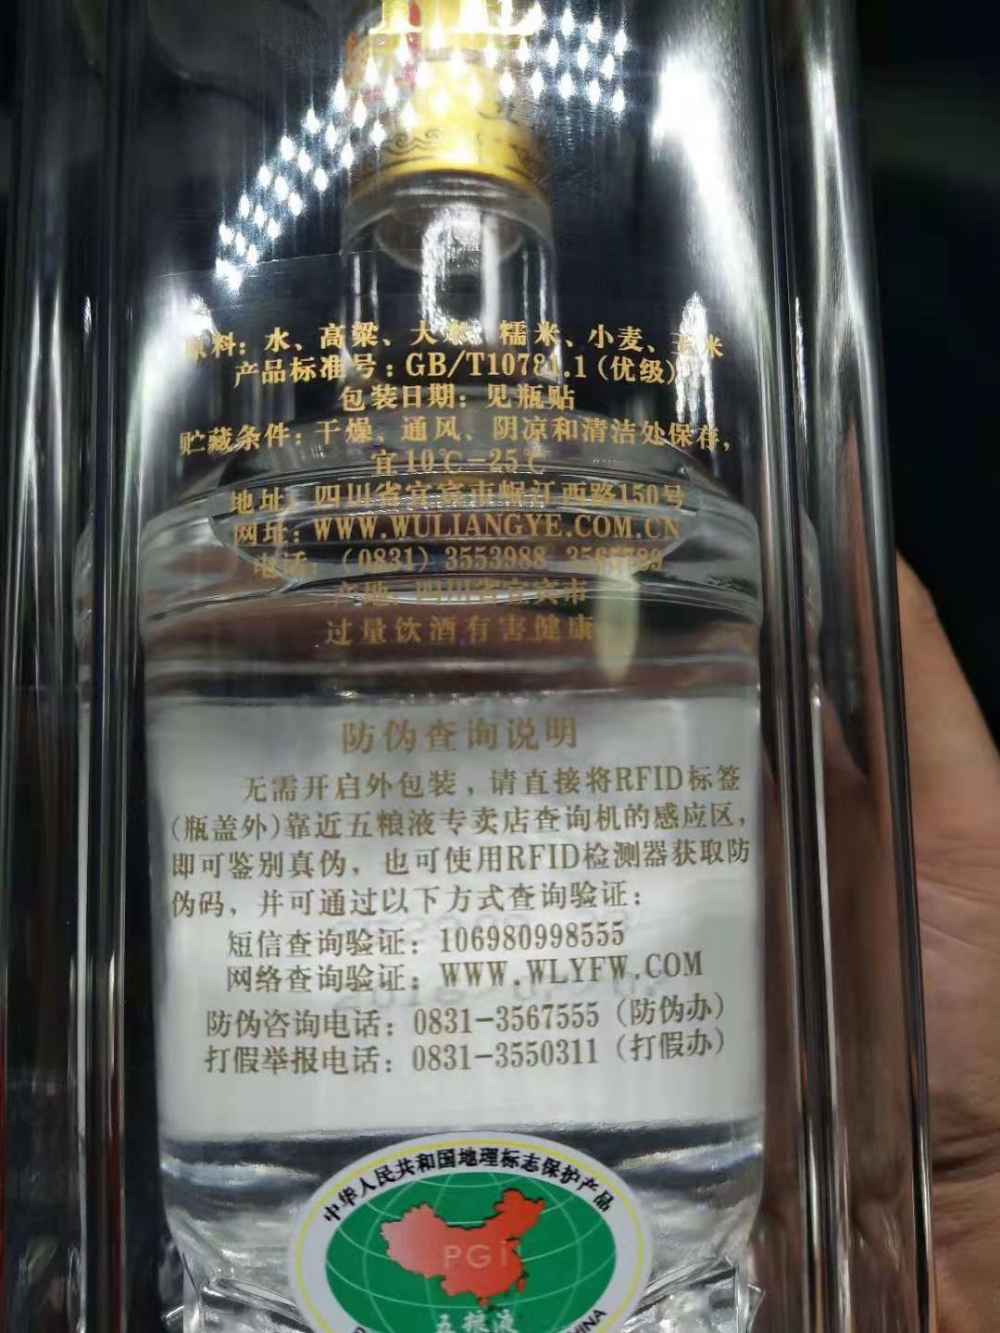 原料：水、高粱、大米、糯米、小麦、玉米
产品标准号：GB/T10781.1(优级)
包装日期：见瓶贴
贮藏条件：干燥、通风、阴凉和清洁处保存，
宜10℃-25℃
地址：四川省宜宾市岷江西路150号
网址：WWW.WULIANGYE.COM.CN
电话：(0831) 3553988 3565789
产地：四川省宜宾市
过量饮酒有害健康
防伪查询说明
无需开启外包装，请直接将RFID标签
(瓶盖外)靠近五粮液专卖店查询机的感应区，
即可鉴别真伪，也可使用RFID检测器获取防
伪码，并可通过以下方式查询验证：
短信查询验证：106980998555
网络查询验证：WWW.WLYFW.COM
防伪咨询电话：0831-3567555（防伪办）
打假举报电话：0831-3550311（打假办）
中华人民共和国地理标志保护产品
PGI
五粮液